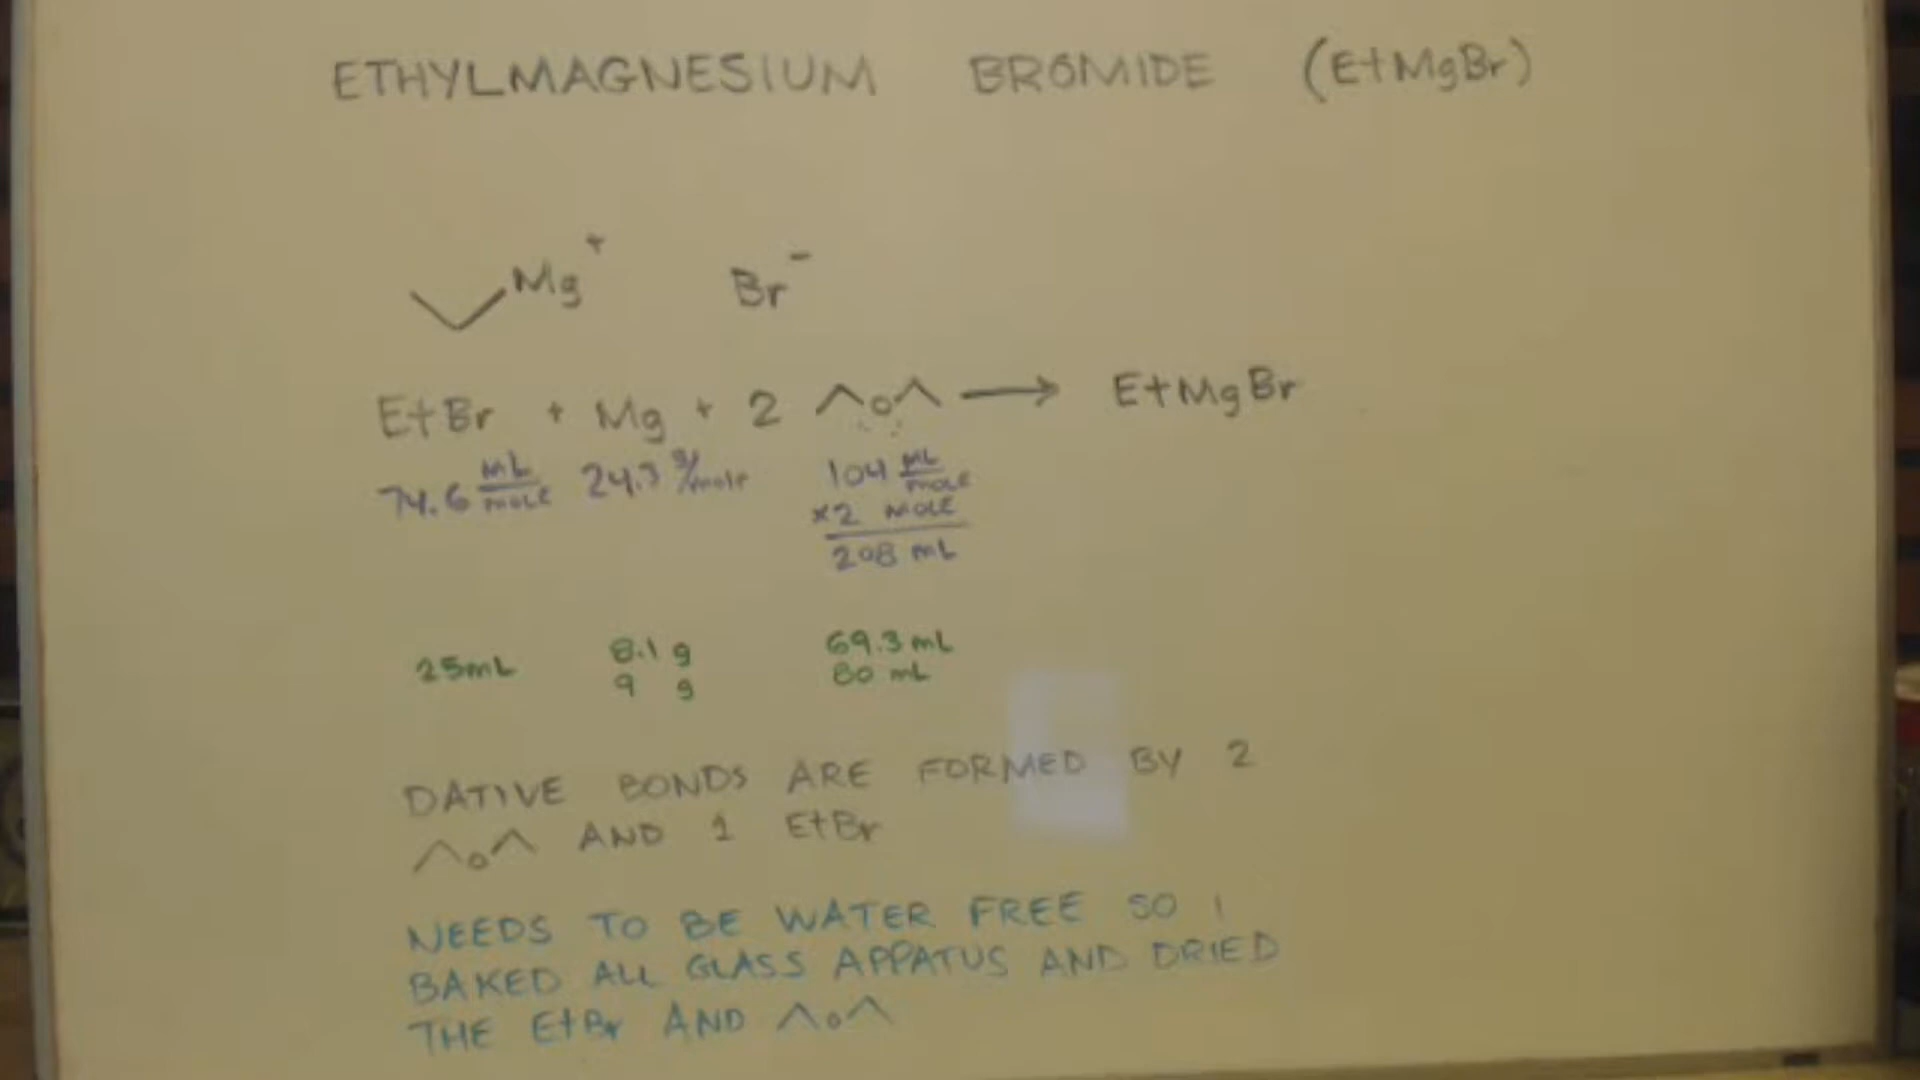 ETHYLMAGNESIUM BROMIDE (EtMgBr)
Mg+ Br-
EtBr + Mg + 2 O → EtMgBr
74.6 mL/mole 24.3 g/mole 104 mL/mole
x2 mole
208 mL
25mL 8.1 g 69.3 mL
9 g 80 mL
DATIVE BONDS ARE FORMED BY 2
O AND 1 EtBr
NEEDS TO BE WATER FREE SO I
BAKED ALL GLASS APPATUS AND DRIED
THE EtBr AND O